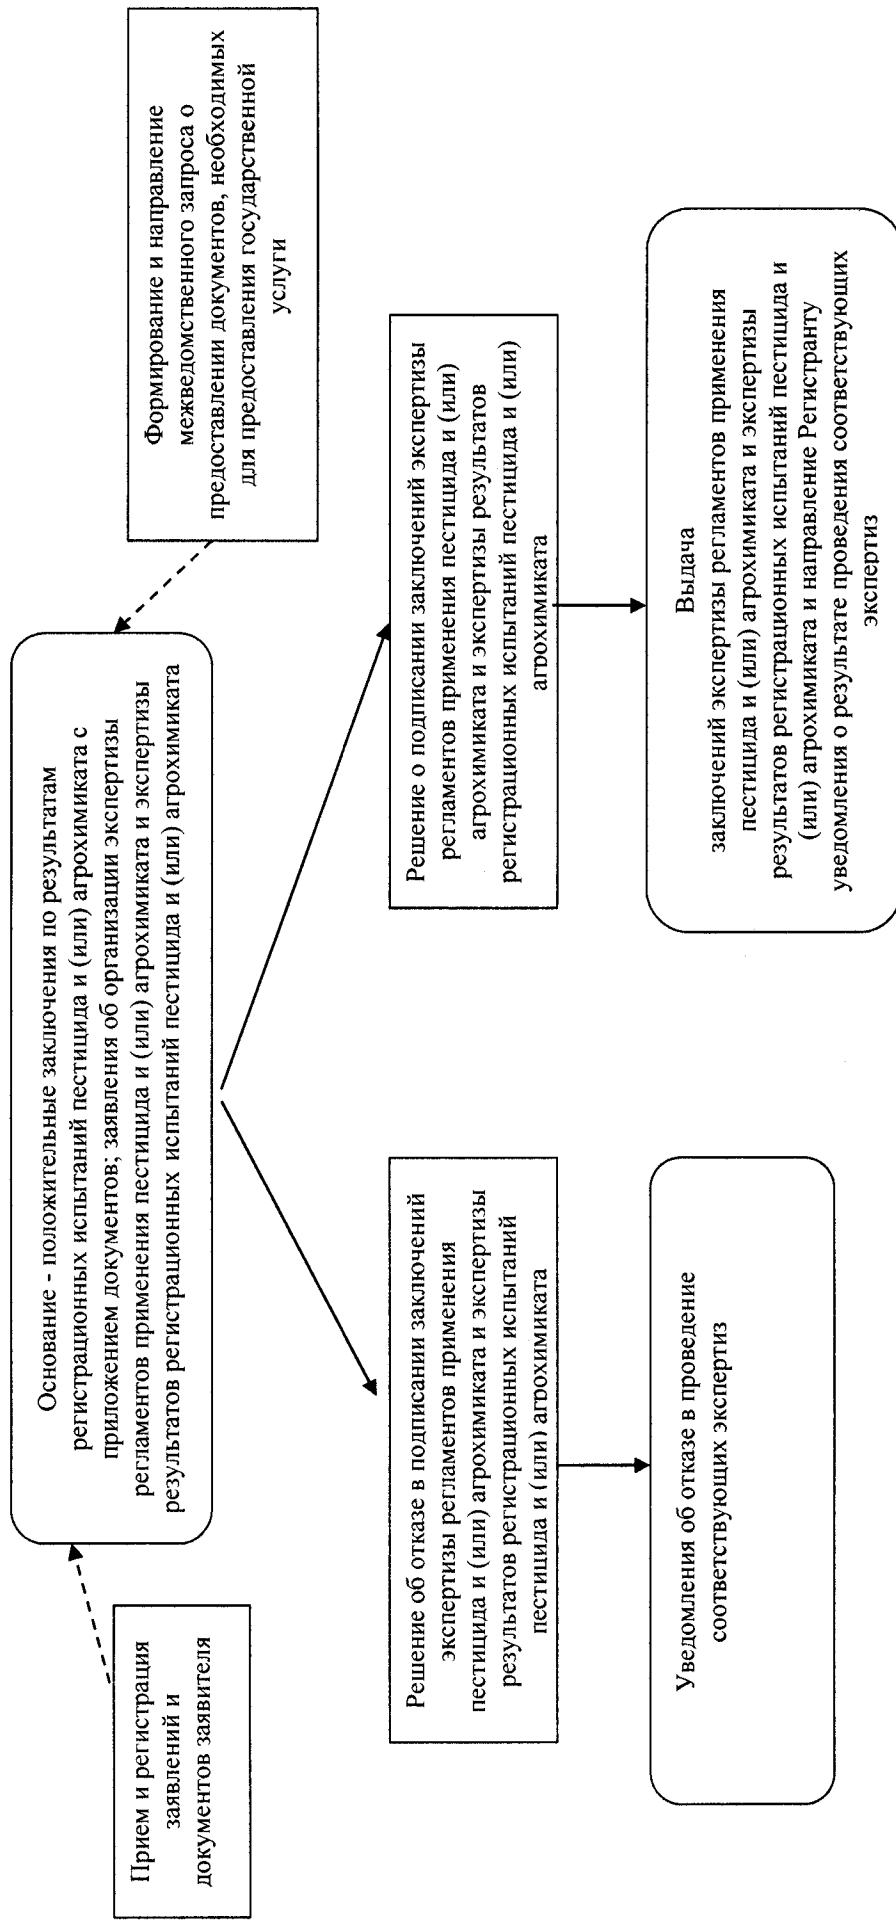 Прием и регистрация
заявлений и
документов заявителя
Основание - положительные заключения по результатам
регистрационных испытаний пестицида и (или) агрохимиката с
приложением документов; заявления об организации экспертизы
регламентов применения пестицида и (или) агрохимиката и экспертизы
результатов регистрационных испытаний пестицида и (или) агрохимиката
Формирование и направление
межведомственного запроса о
предоставлении документов, необходимых
для предоставления государственной
услуги
Решение об отказе в подписании заключений
экспертизы регламентов применения
пестицида и (или) агрохимиката и экспертизы
результатов регистрационных испытаний
пестицида и (или) агрохимиката
Решение о подписании заключений экспертизы
регламентов применения пестицида и (или)
агрохимиката и экспертизы результатов
регистрационных испытаний пестицида и (или)
агрохимиката
Уведомления об отказе в проведение
соответствующих экспертиз
Выдача
заключений экспертизы регламентов применения
пестицида и (или) агрохимиката и экспертизы
результатов регистрационных испытаний пестицида и
(или) агрохимиката и направление Регистранту
уведомления о результате проведения соответствующих
экспертиз